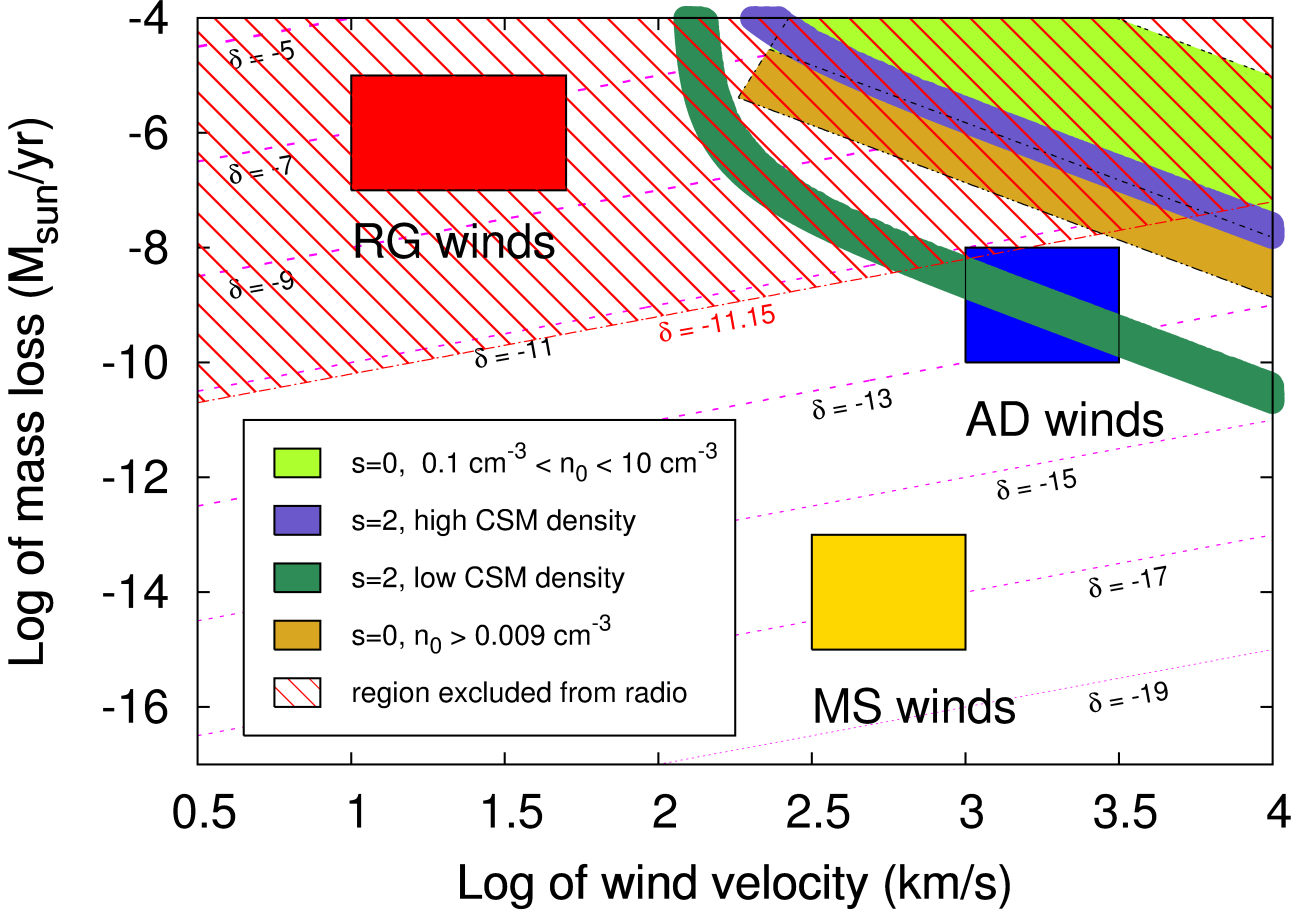 Log of mass loss (M_sun/yr)
-4
-6
-8
-10
-12
-14
-16
δ = -5
δ = -7
δ = -9
RG winds
δ = -11
δ = -11.15
δ = -13
AD winds
δ = -15
δ = -17
MS winds
δ = -19
s=0, 0.1 cm⁻³ < n₀ < 10 cm⁻³
s=2, high CSM density
s=2, low CSM density
s=0, n₀ > 0.009 cm⁻³
region excluded from radio
0.5 1 1.5 2 2.5 3 3.5 4
Log of wind velocity (km/s)